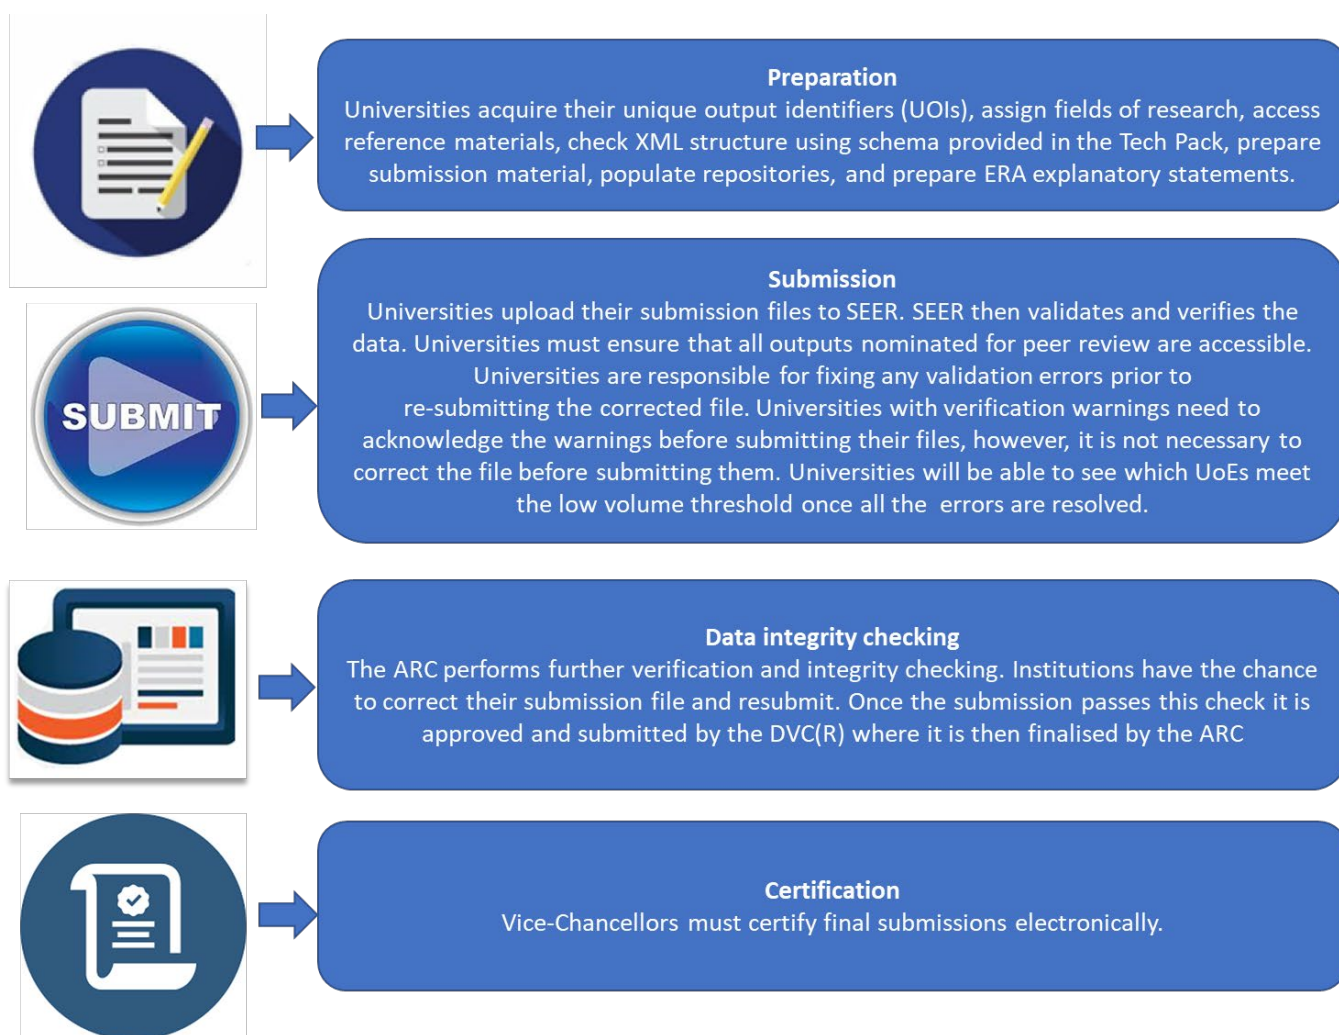 Preparation
Universities acquire their unique output identifiers (UOIs), assign fields of research, access
reference materials, check XML structure using schema provided in the Tech Pack, prepare
submission material, populate repositories, and prepare ERA explanatory statements.
Submission
Universities upload their submission files to SEER. SEER then validates and verifies the
data. Universities must ensure that all outputs nominated for peer review are accessible.
Universities are responsible for fixing any validation errors prior to
re-submitting the corrected file. Universities with verification warnings need to
acknowledge the warnings before submitting their files, however, it is not necessary to
correct the file before submitting them. Universities will be able to see which UoEs meet
the low volume threshold once all the  errors are resolved.
SUBMIT
Data integrity checking
The ARC performs further verification and integrity checking. Institutions have the chance
to correct their submission file and resubmit. Once the submission passes this check it is
approved and submitted by the DVC(R) where it is then finalised by the ARC
Certification
Vice-Chancellors must certify final submissions electronically.